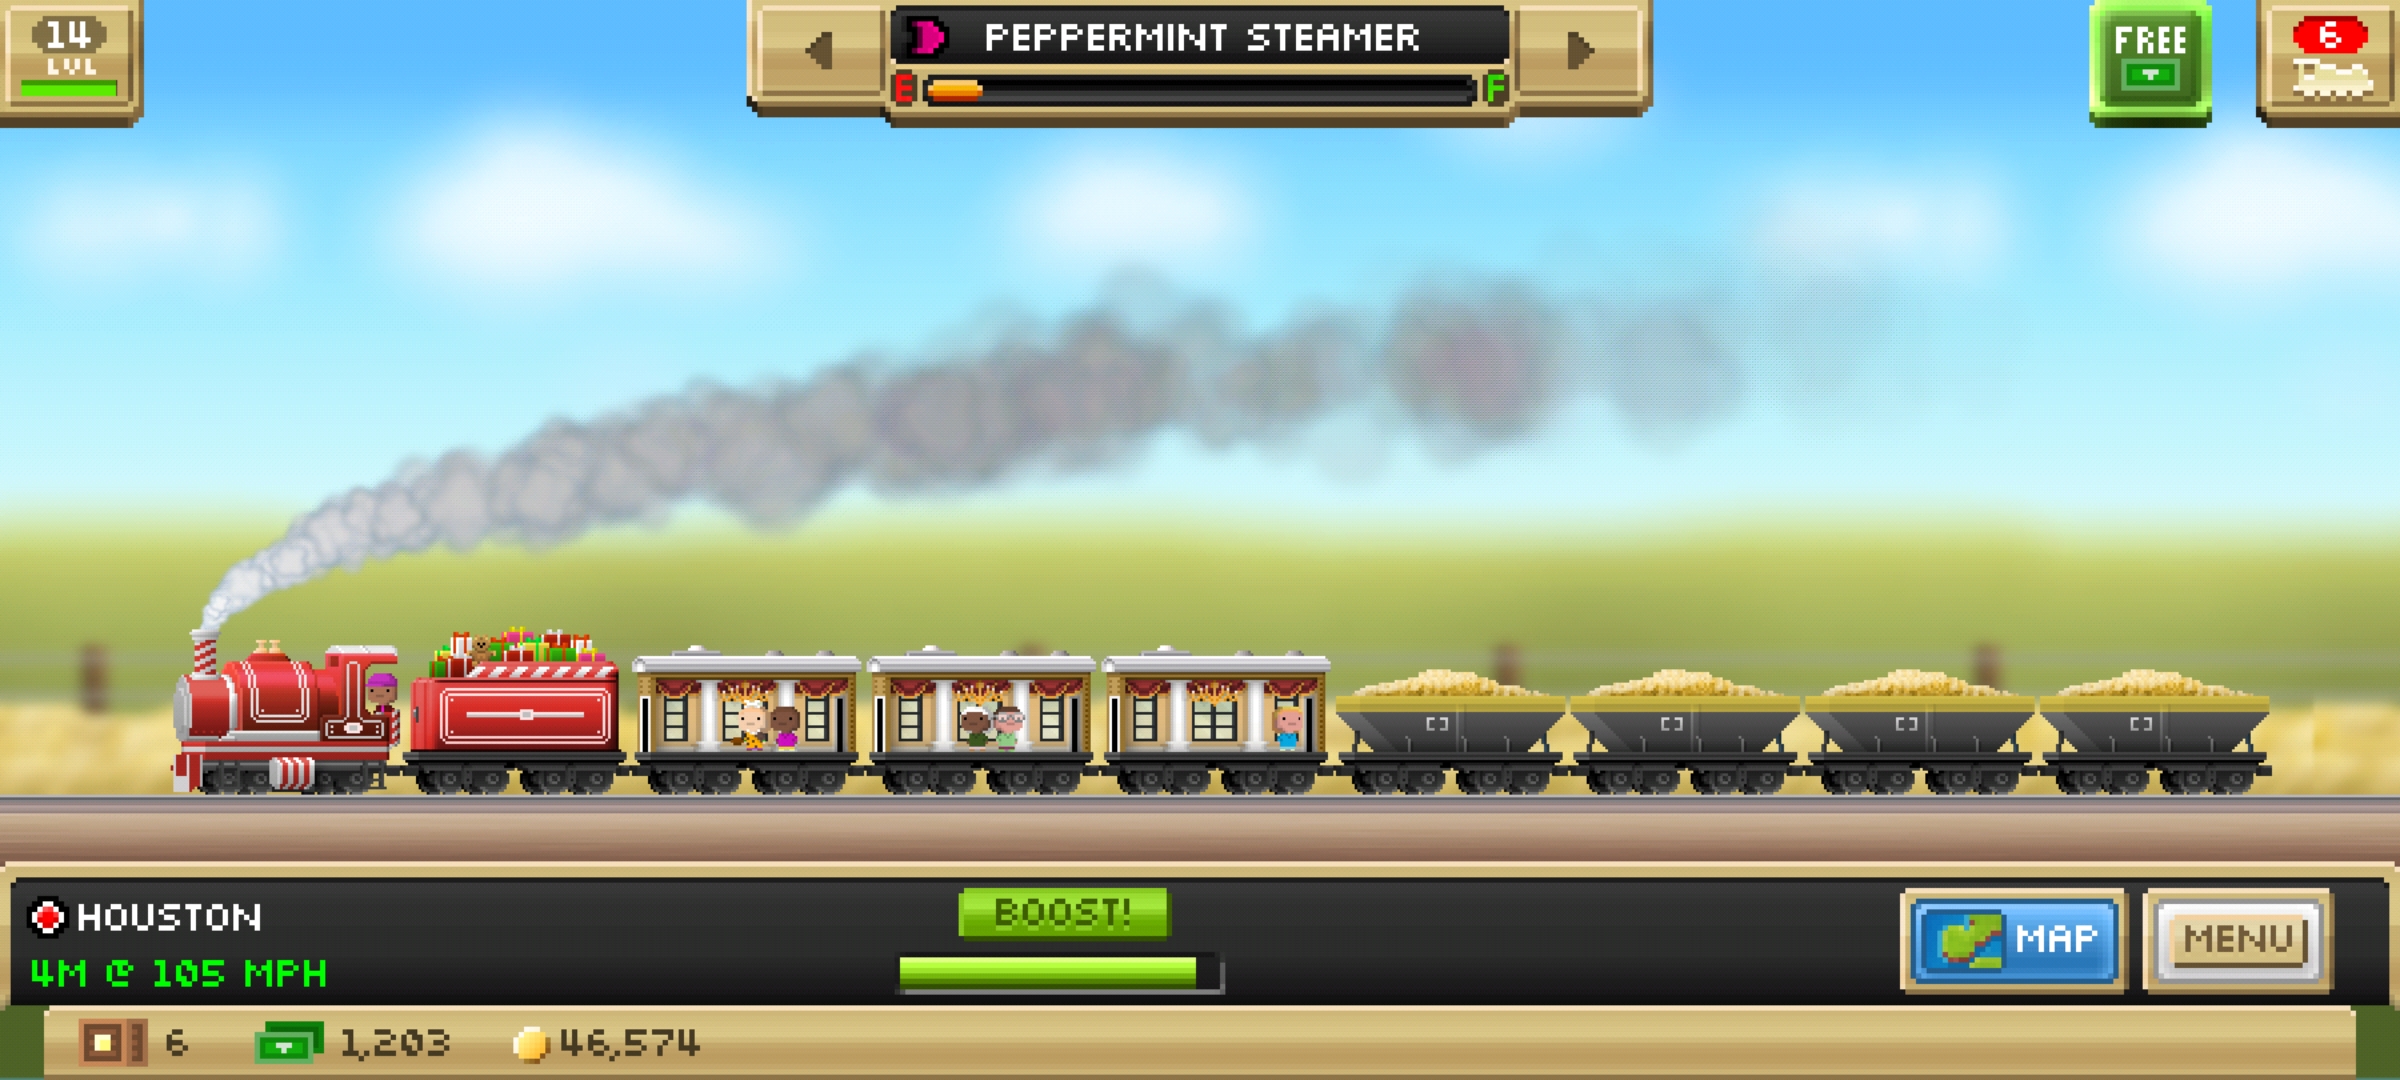 14
LVL
PEPPERMINT STEAMER
E F
FREE
6
HOUSTON
4M @ 105 MPH
BOOST!
MAP
MENU
6
1,203
46,574